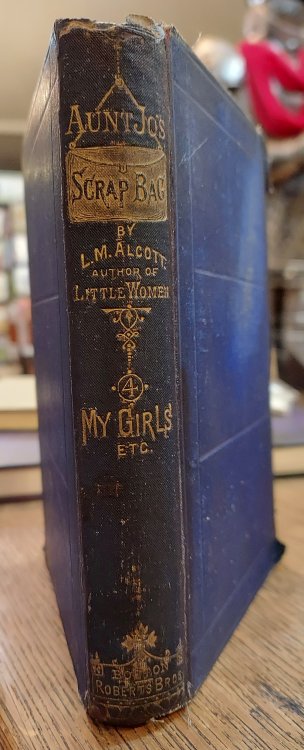 AUNT JO'S
SCRAP BAG
BY
L.M. ALCOTT
AUTHOR OF
LITTLE WOMEN
4
MY GIRLS
ETC.
BOSTON
ROBERTS BROS